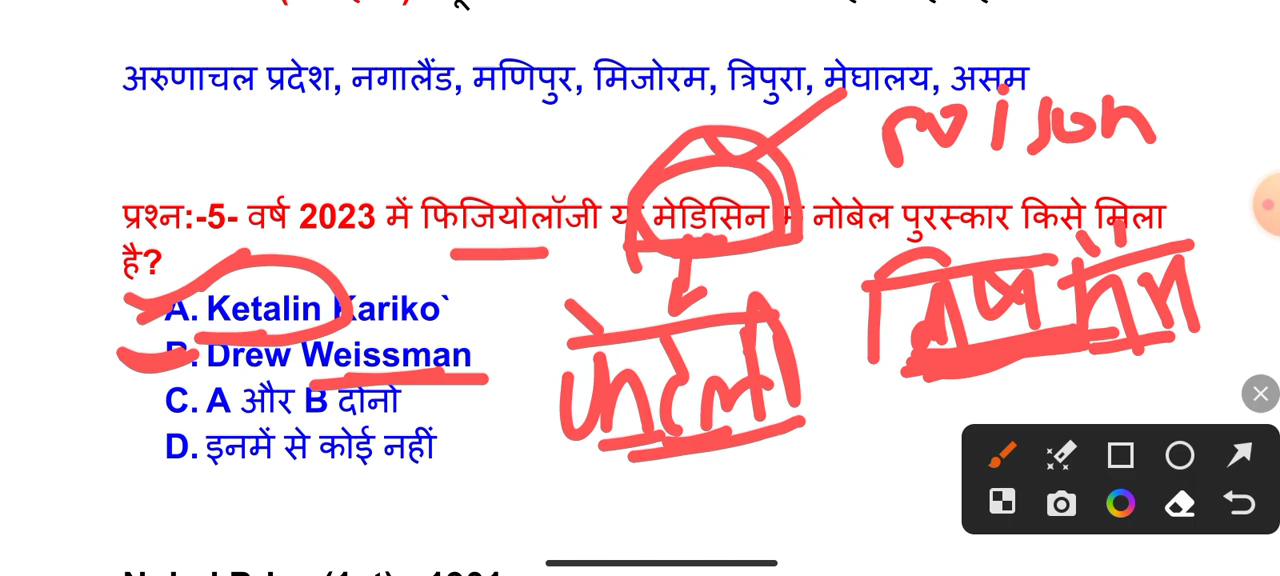 अरुणाचल प्रदेश, नगालैंड, मणिपुर, मिजोरम, त्रिपुरा, मेघालय, असम
प्रश्न:-5- वर्ष 2023 में फिजियोलॉजी या मेडिसिन में नोबेल पुरस्कार किसे मिला
है?
A. Ketalin Kariko`
B. Drew Weissman
C. A और B दोनो
D. इनमें से कोई नहीं